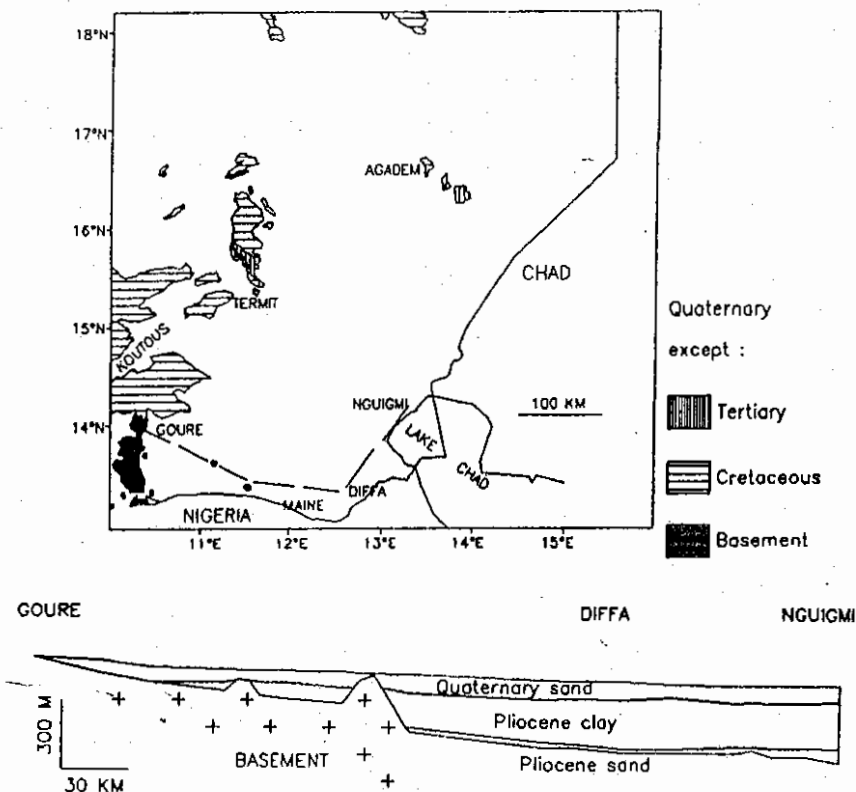 18°N
17°N
AGADEM
16°N
CHAD
TERMIT
Quaternary
15°N
except :
KOUTOUS
NGUIGMI
100 KM
Tertiary
14°N
GOURE
LAKE
CHAD
Cretaceous
DIFFA
MAINE
NIGERIA
Basement
11°E 12°E 13°E 14°E 15°E
GOURE DIFFA NGUIGMI
Quaternary sand
300 M
Pliocene clay
BASEMENT
Pliocene sand
30 KM